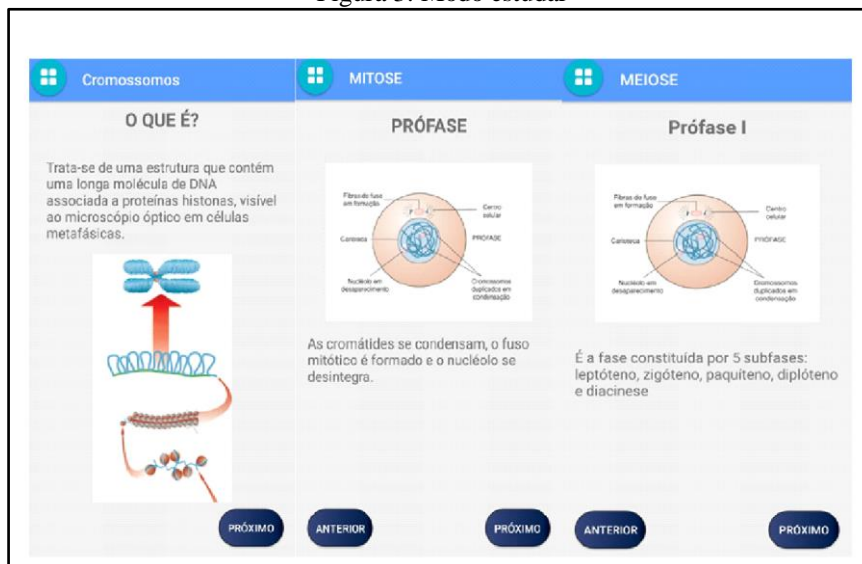 Cromossomos
O QUE É?
Trata-se de uma estrutura que contém
uma longa molécula de DNA
associada a proteínas histonas, visível
ao microscópio óptico em células
metafásicas.
PRÓXIMO
MITOSE
PRÓFASE
Fibras do fuso
em formação
Centro
celular
Carioteca
PRÓFASE
Nucléolo em
desaparecimento
Cromossomos
duplicados em
condensação
As cromátides se condensam, o fuso
mitótico é formado e o nucléolo se
desintegra.
ANTERIOR
PRÓXIMO
MEIOSE
Prófase I
Fibras do fuso
em formação
Centro
celular
Carioteca
PRÓFASE
Nucléolo em
desaparecimento
Cromossomos
duplicados em
condensação
É a fase constituída por 5 subfases:
leptóteno, zigóteno, paquíteno, diplóteno
e diacinese
ANTERIOR
PRÓXIMO